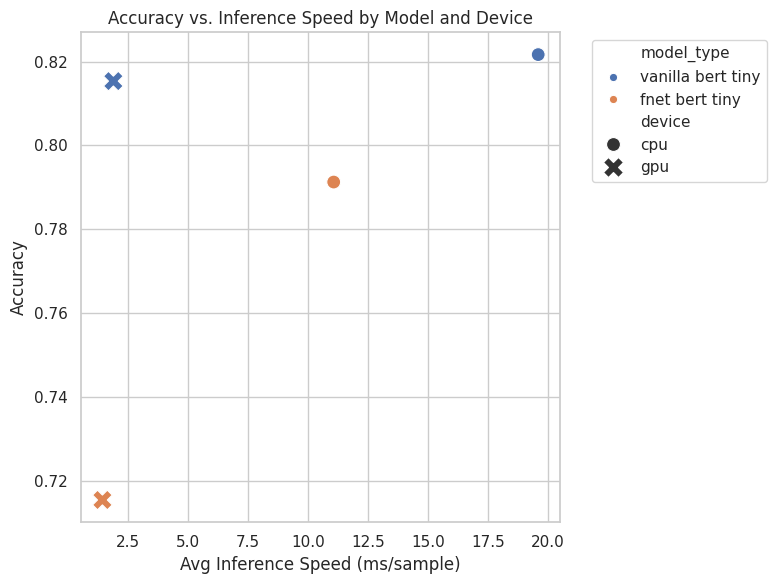 Accuracy vs. Inference Speed by Model and Device
0.82
0.80
0.78
0.76
0.74
0.72
Accuracy
2.5 5.0 7.5 10.0 12.5 15.0 17.5 20.0
Avg Inference Speed (ms/sample)
model_type
vanilla bert tiny
fnet bert tiny
device
cpu
gpu